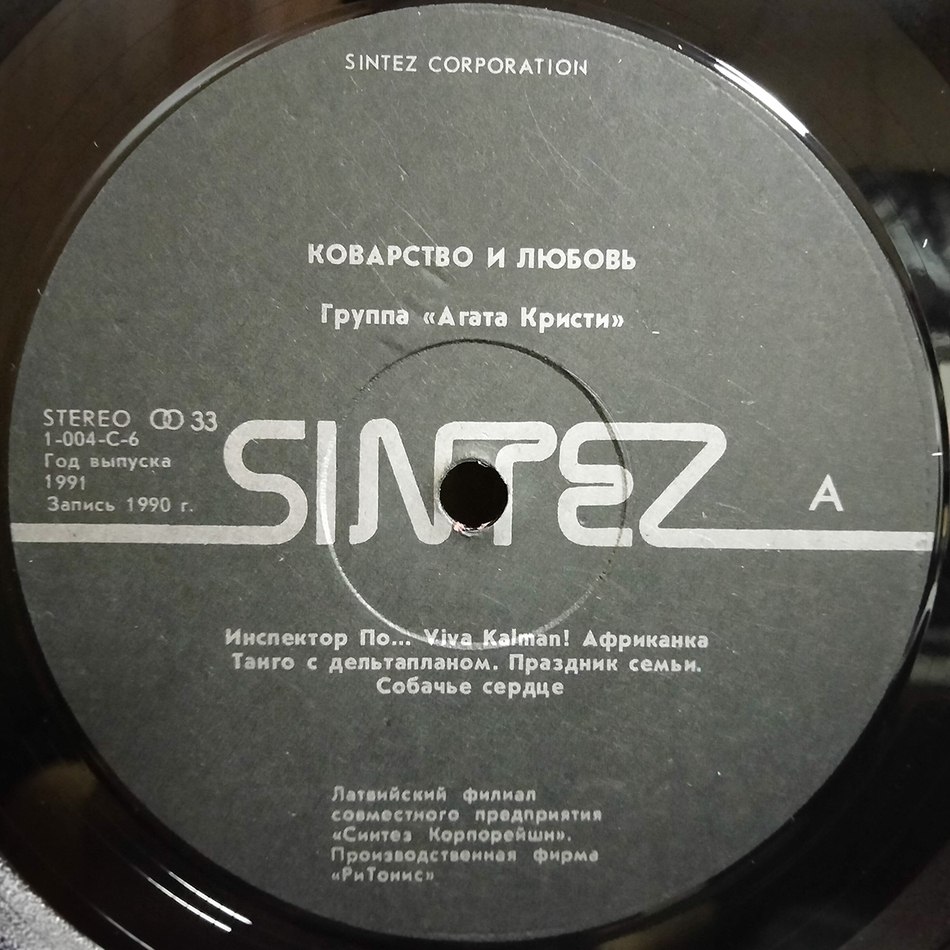 SINTEZ CORPORATION
КОВАРСТВО И ЛЮБОВЬ
Группа «Агата Кристи»
STEREO 33
1-004-С-6
Год выпуска
1991
Запись 1990 г.
SINTEZ
A
Инспектор По... Viva Kalman! Африканка
Танго с дельтапланом. Праздник семьи.
Собачье сердце
Латвийский филиал
совместного предприятия
«Синтез Корпорейшн».
Производственная фирма
«РиТонис»